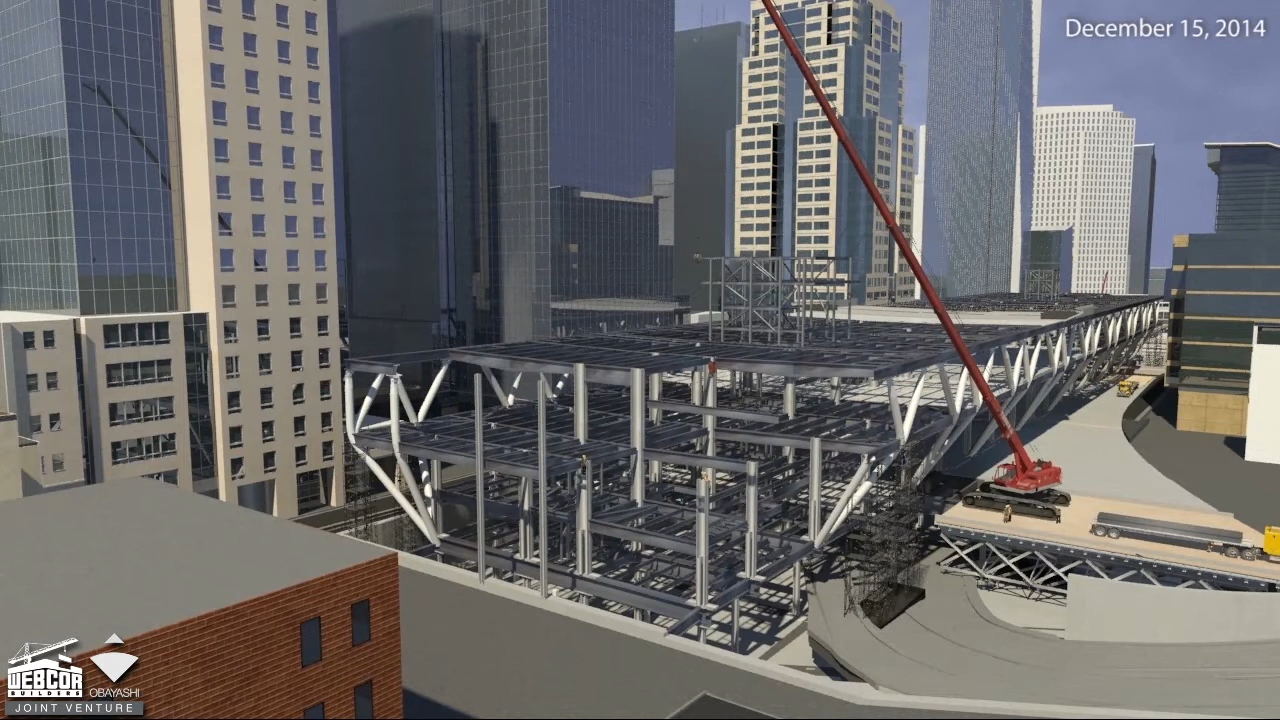 December 15, 2014
WEBCOR
BUILDERS
OBAYASHI
JOINT VENTURE